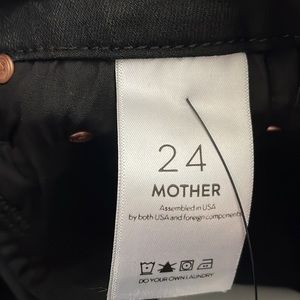 24
MOTHER
Assembled in USA
by both USA and foreign components
DO YOUR OWN LAUNDRY